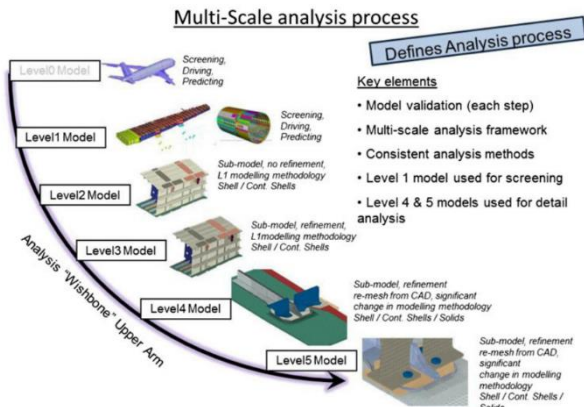 Multi-Scale analysis process
Defines Analysis process
Level0 Model
Screening,
Driving,
Predicting
Level1 Model
Screening,
Driving,
Predicting
Level2 Model
Sub-model, no refinement,
L1 modelling methodology
Shell / Cont. Shells
Level3 Model
Sub-model, refinement,
L1modelling methodology
Shell / Cont. Shells
Level4 Model
Sub-model, refinement
re-mesh from CAD, significant
change in modelling methodology
Shell / Cont. Shells / Solids
Level5 Model
Sub-model, refinement
re-mesh from CAD,
significant
change in modelling
methodology
Shell / Cont. Shells /
Solids
Analysis "Wishbone" Upper Arm
Key elements
• Model validation (each step)
• Multi-scale analysis framework
• Consistent analysis methods
• Level 1 model used for screening
• Level 4 & 5 models used for detail
analysis